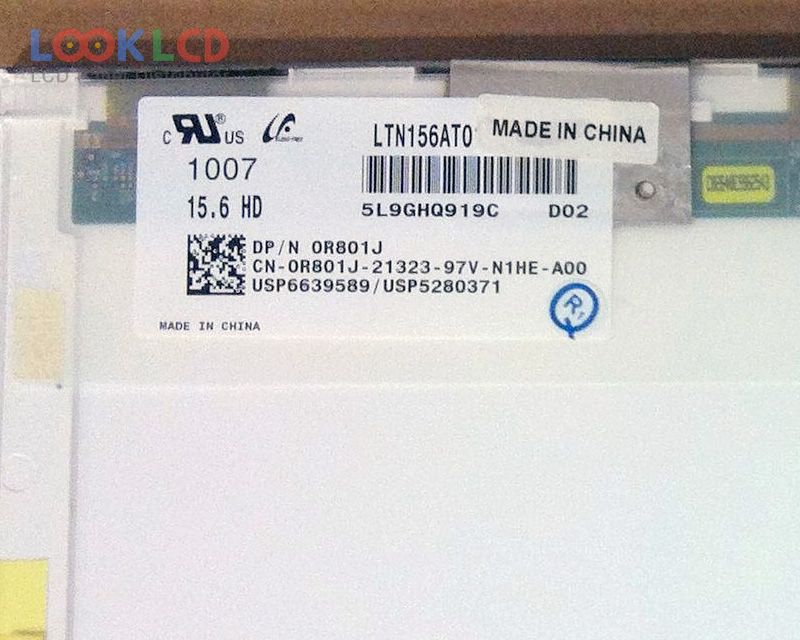 LOOKLCD
C RU® US
LTN156AT0
MADE IN CHINA
1007
15.6 HD
5L9GHQ919C D02
DP/N 0R801J
CN-0R801J-21323-97V-N1HE-A00
USP6639589/USP5280371
MADE IN CHINA